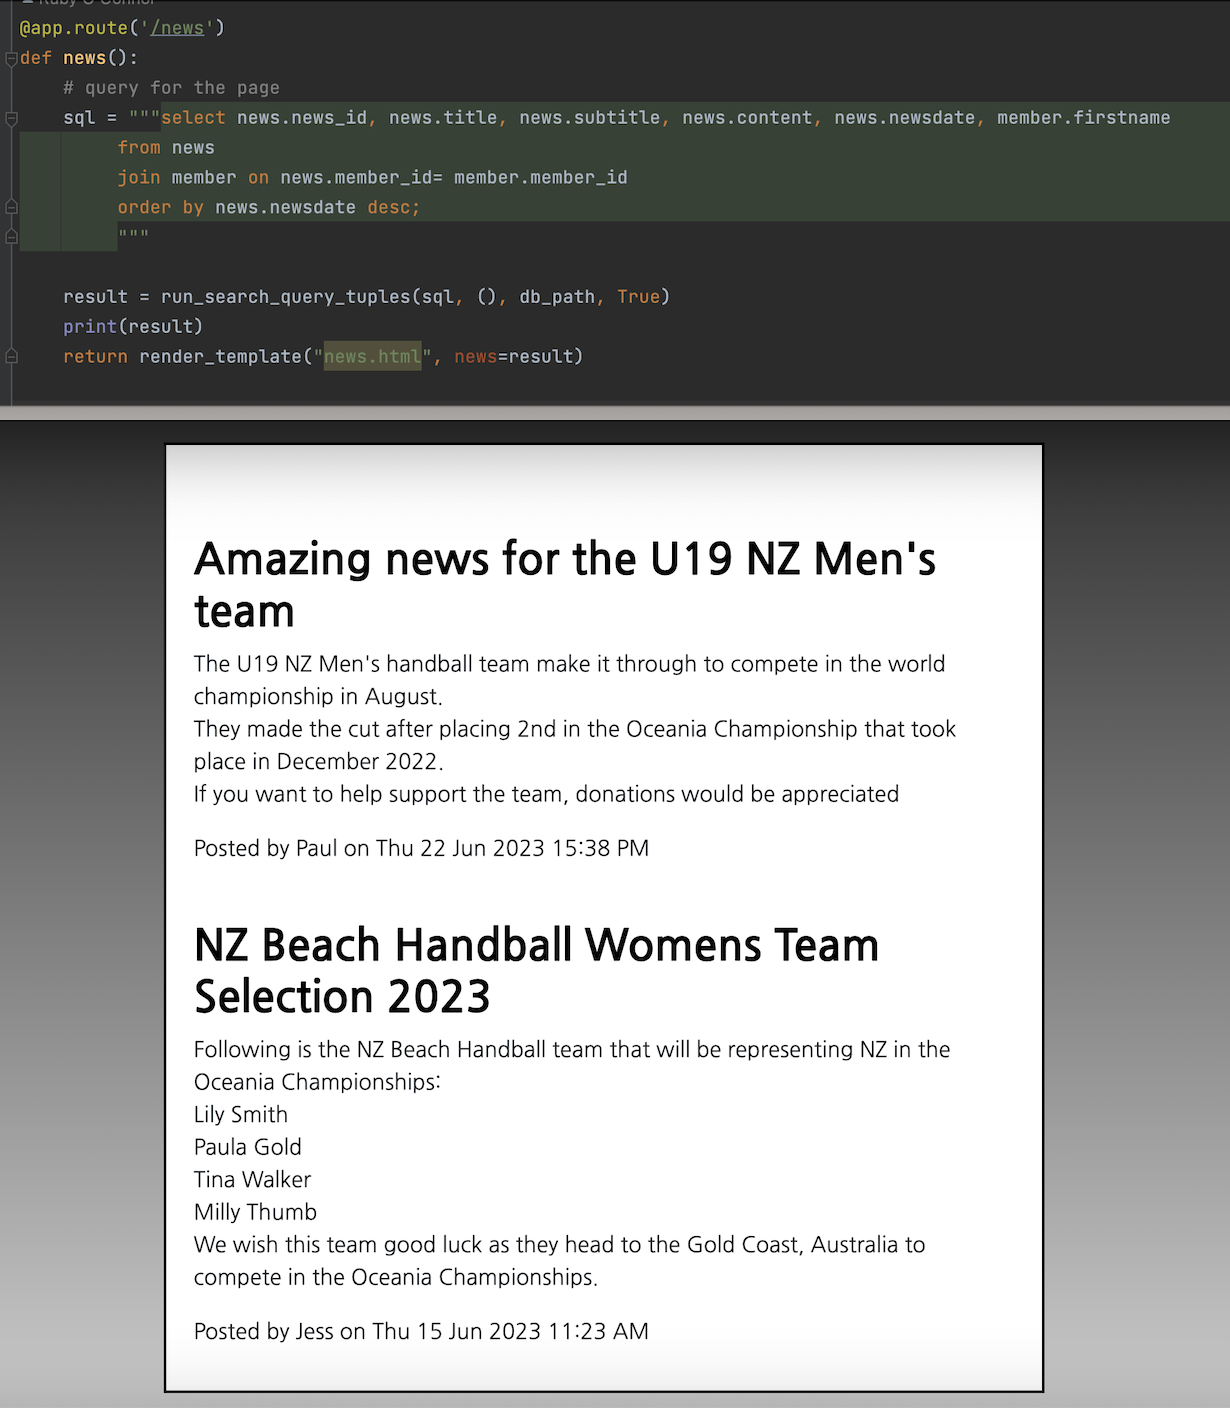 @app.route('/news')
def news():
# query for the page
sql = """select news.news_id, news.title, news.subtitle, news.content, news.newsdate, member.firstname
from news
join member on news.member_id= member.member_id
order by news.newsdate desc;
"""
result = run_search_query_tuples(sql, (), db_path, True)
print(result)
return render_template("news.html", news=result)
Amazing news for the U19 NZ Men's
team
The U19 NZ Men's handball team make it through to compete in the world
championship in August.
They made the cut after placing 2nd in the Oceania Championship that took
place in December 2022.
If you want to help support the team, donations would be appreciated
Posted by Paul on Thu 22 Jun 2023 15:38 PM
NZ Beach Handball Womens Team
Selection 2023
Following is the NZ Beach Handball team that will be representing NZ in the
Oceania Championships:
Lily Smith
Paula Gold
Tina Walker
Milly Thumb
We wish this team good luck as they head to the Gold Coast, Australia to
compete in the Oceania Championships.
Posted by Jess on Thu 15 Jun 2023 11:23 AM